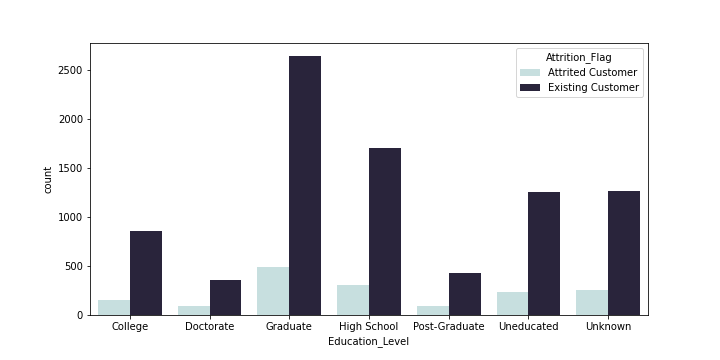 Attrition_Flag
Attrited Customer
Existing Customer
count
2500
2000
1500
1000
500
0
College Doctorate Graduate High School Post-Graduate Uneducated Unknown
Education_Level